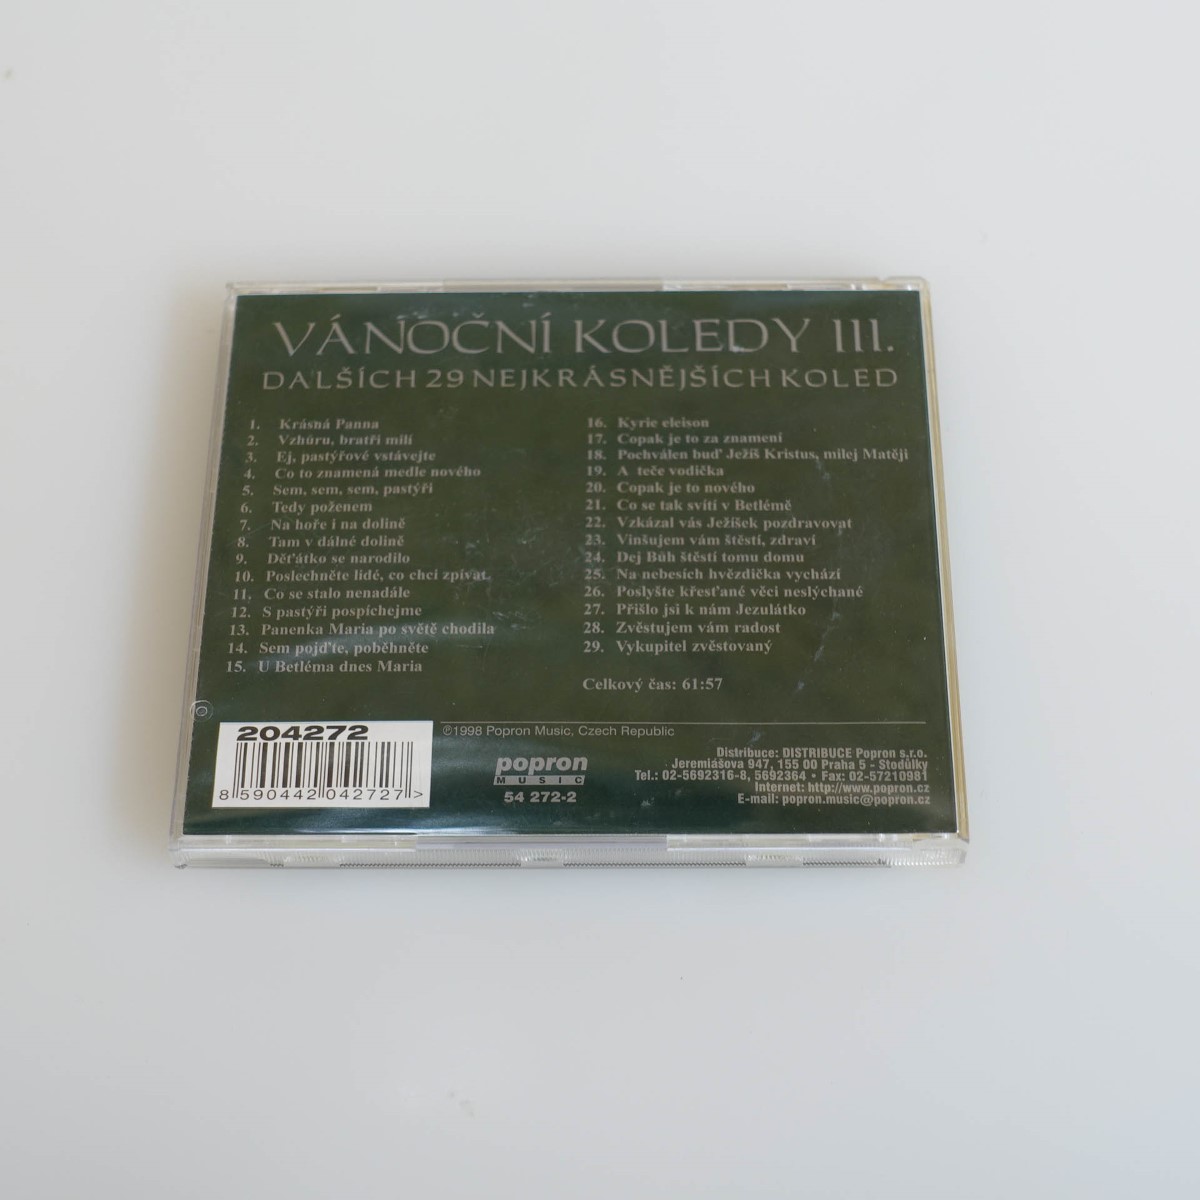 VÁNOČNÍ KOLEDY III.
DALŠÍCH 29 NEJKRÁSNĚJŠÍCH KOLED
1. Krásná Panna
2. Vzhůru, bratři milí
3. Ej, pastýřové vstávejte
4. Co to znamená medle nového
5. Sem, sem, sem, pastýři
6. Tedy poženem
7. Na hoře i na dolině
8. Tam v dálné dolině
9. Děťátko se narodilo
10. Poslechněte lidé, co chci zpívat
11. Co se stalo nenadále
12. S pastýři pospíchejme
13. Panenka Maria po světě chodila
14. Sem pojďte, poběhněte
15. U Betléma dnes Maria
16. Kyrie eleison
17. Copak je to za znamení
18. Pochválen buď Ježíš Kristus, milej Matěji
19. A teče vodička
20. Copak je to nového
21. Co se tak svítí v Betlémě
22. Vzkázal vás Ježíšek pozdravovat
23. Vinšujem vám štěstí, zdraví
24. Dej Bůh štěstí tomu domu
25. Na nebesích hvězdička vychází
26. Poslyšte křesťané věci neslýchané
27. Přišlo jsi k nám Jezulátko
28. Zvěstujem vám radost
29. Vykupitel zvěstovaný
Celkový čas: 61:57
204272
8 590442 042727 >
℗1998 Popron Music, Czech Republic
popron
MUSIC
54 272-2
Distribuce: DISTRIBUCE Popron s.r.o.
Jeremiášova 947, 155 00 Praha 5 - Stodůlky
Tel.: 02-5692316-8, 5692364 • Fax: 02-57210981
Internet: http://www.popron.cz
E-mail: popron.music@popron.cz